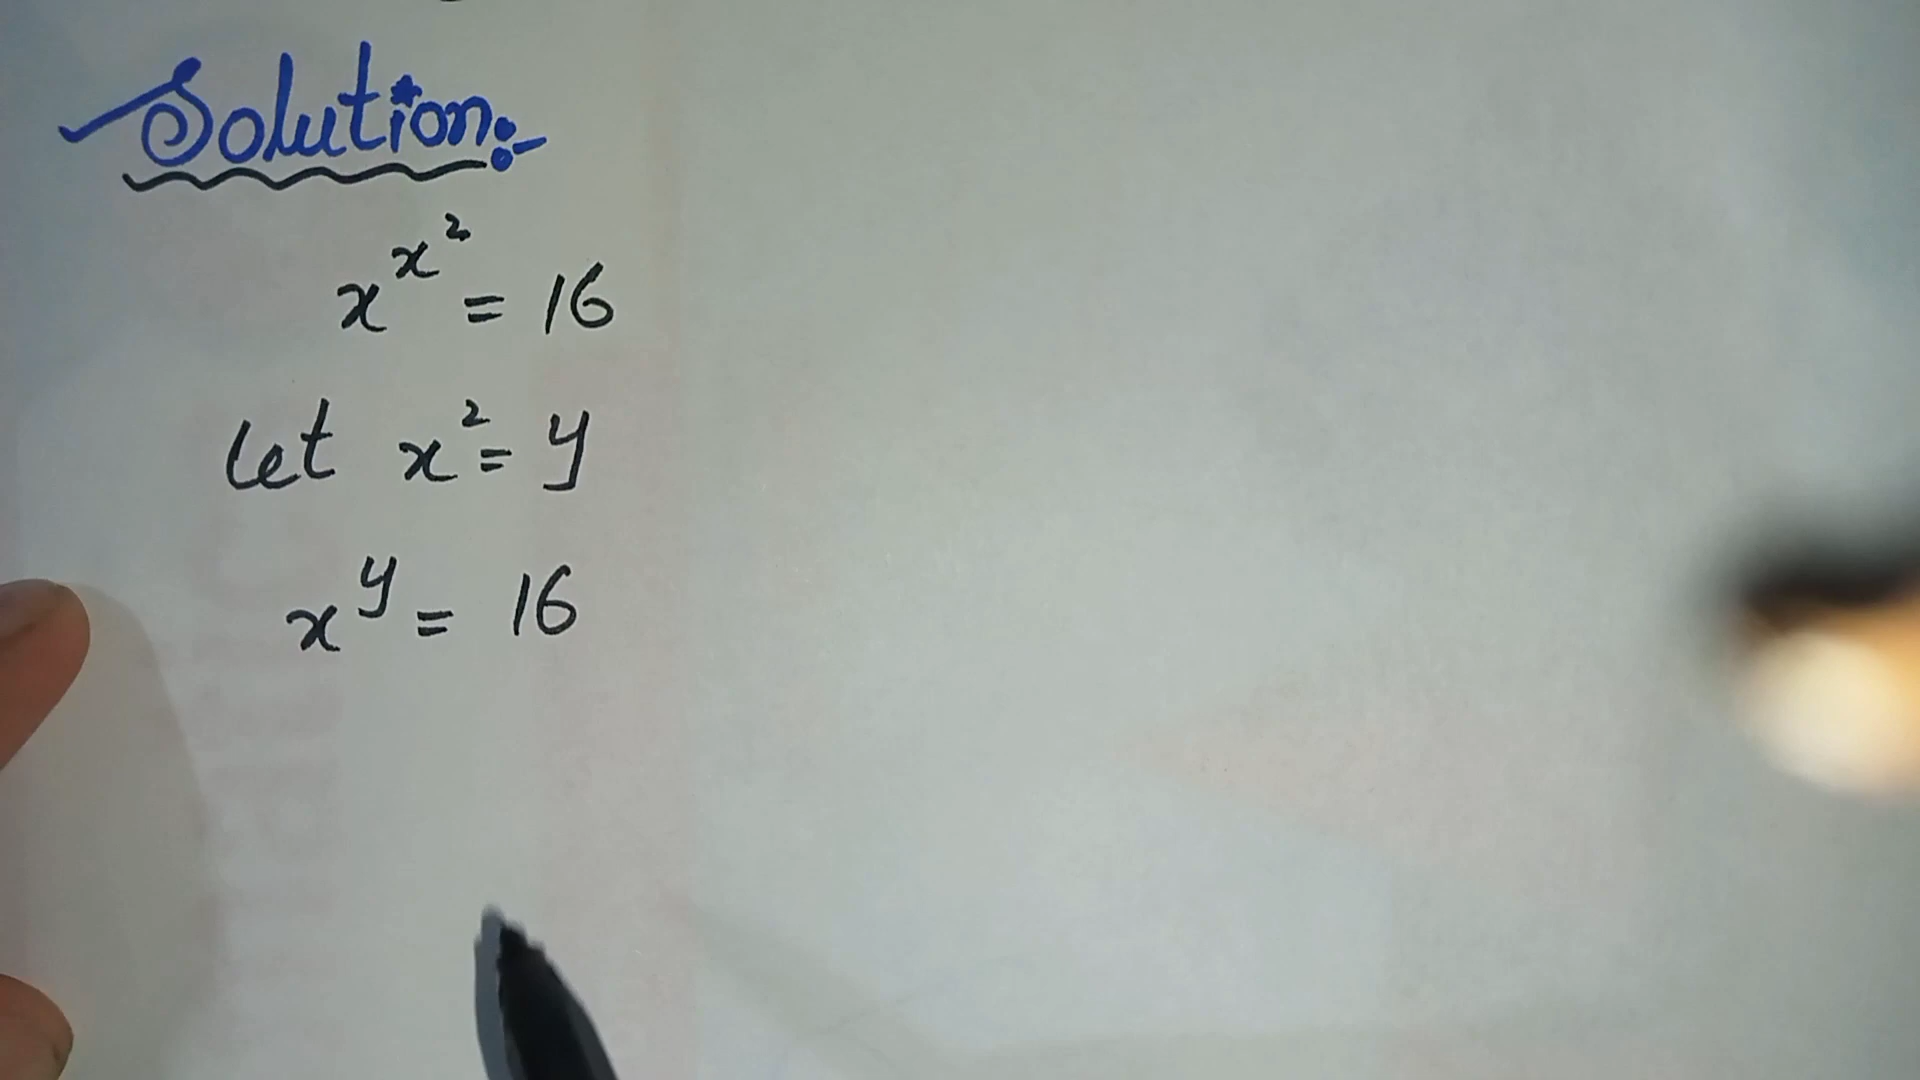 Solution:-
x^{x^2} = 16
let x^2 = y
x^y = 16